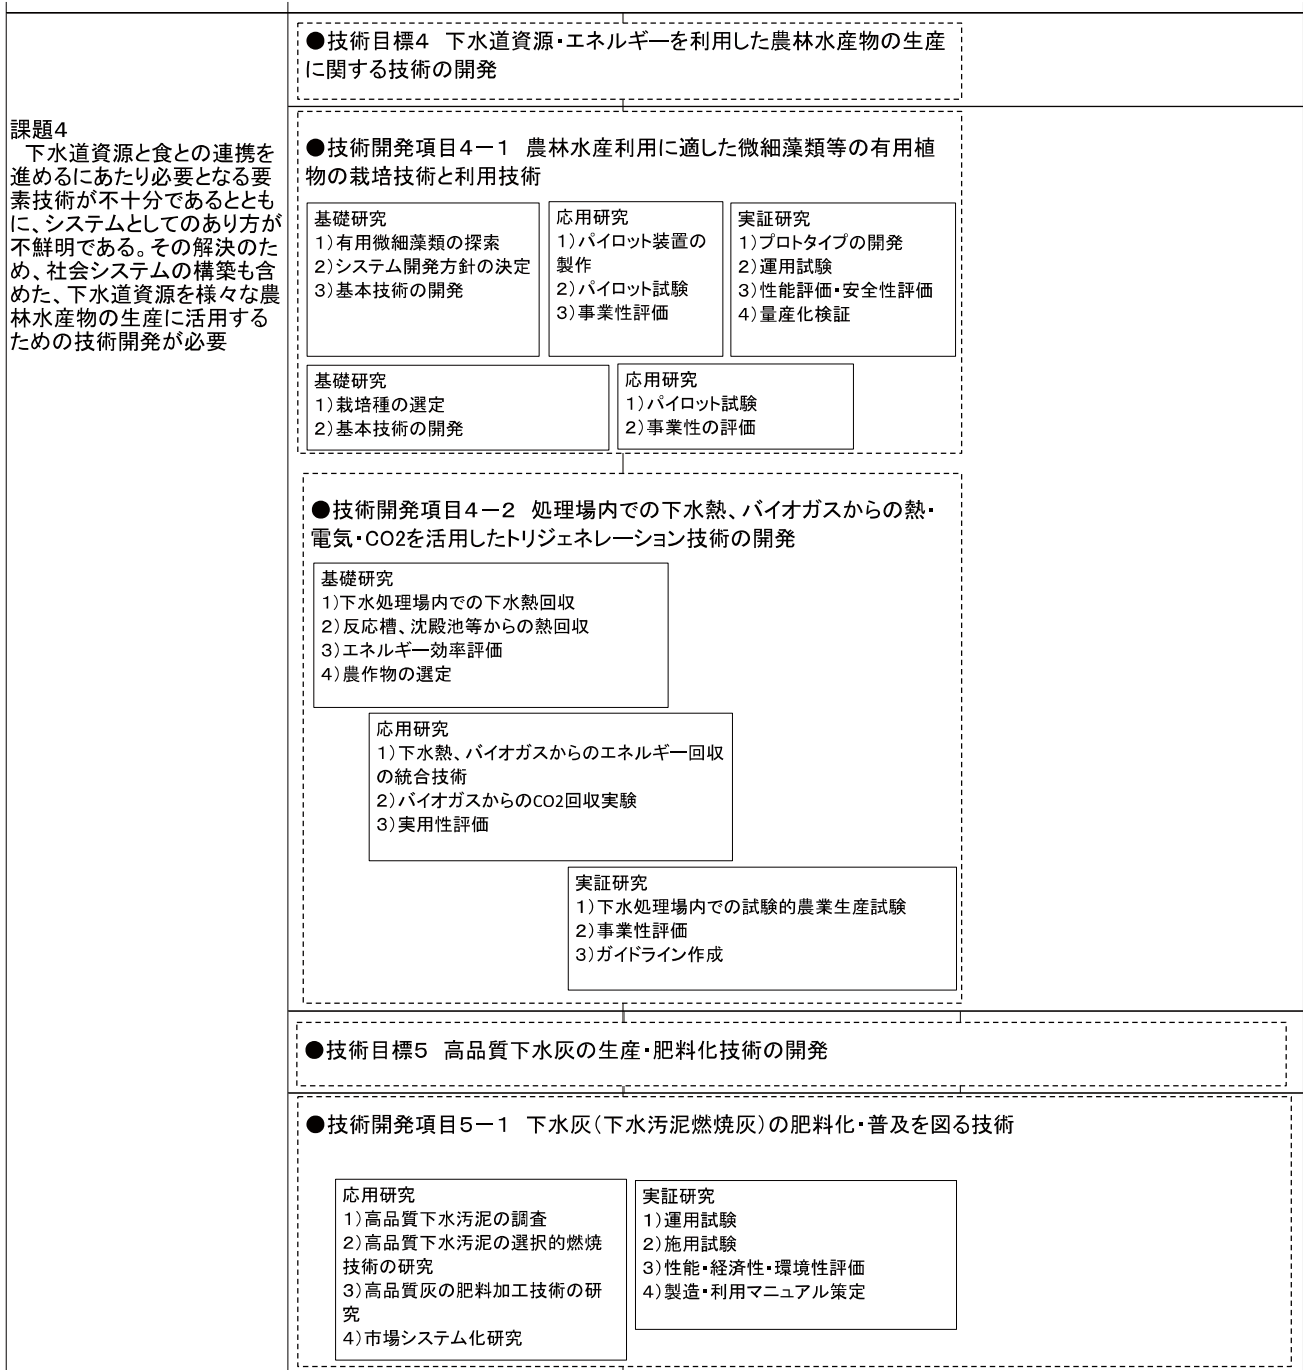 ●技術目標4　下水道資源・エネルギーを利用した農林水産物の生産
に関する技術の開発
課題4
　下水道資源と食との連携を
進めるにあたり必要となる要
素技術が不十分であるととも
に、システムとしてのあり方が
不鮮明である。その解決のた
め、社会システムの構築も含
めた、下水道資源を様々な農
林水産物の生産に活用する
ための技術開発が必要
●技術開発項目4－1　農林水産利用に適した微細藻類等の有用植
物の栽培技術と利用技術
基礎研究
1)有用微細藻類の探索
2)システム開発方針の決定
3)基本技術の開発
応用研究
1)パイロット装置の
製作
2)パイロット試験
3)事業性評価
実証研究
1)プロトタイプの開発
2)運用試験
3)性能評価・安全性評価
4)量産化検証
基礎研究
1)栽培種の選定
2)基本技術の開発
応用研究
1)パイロット試験
2)事業性の評価
●技術開発項目4－2　処理場内での下水熱、バイオガスからの熱・
電気・CO2を活用したトリジェネレーション技術の開発
基礎研究
1)下水処理場内での下水熱回収
2)反応槽、沈殿池等からの熱回収
3)エネルギー効率評価
4)農作物の選定
応用研究
1)下水熱、バイオガスからのエネルギー回収
の統合技術
2)バイオガスからのCO2回収実験
3)実用性評価
実証研究
1)下水処理場内での試験的農業生産試験
2)事業性評価
3)ガイドライン作成
●技術目標5　高品質下水灰の生産・肥料化技術の開発
●技術開発項目5－1　下水灰(下水汚泥燃焼灰)の肥料化・普及を図る技術
応用研究
1)高品質下水汚泥の調査
2)高品質下水汚泥の選択的燃焼
技術の研究
3)高品質灰の肥料加工技術の研
究
4)市場システム化研究
実証研究
1)運用試験
2)施用試験
3)性能・経済性・環境性評価
4)製造・利用マニュアル策定